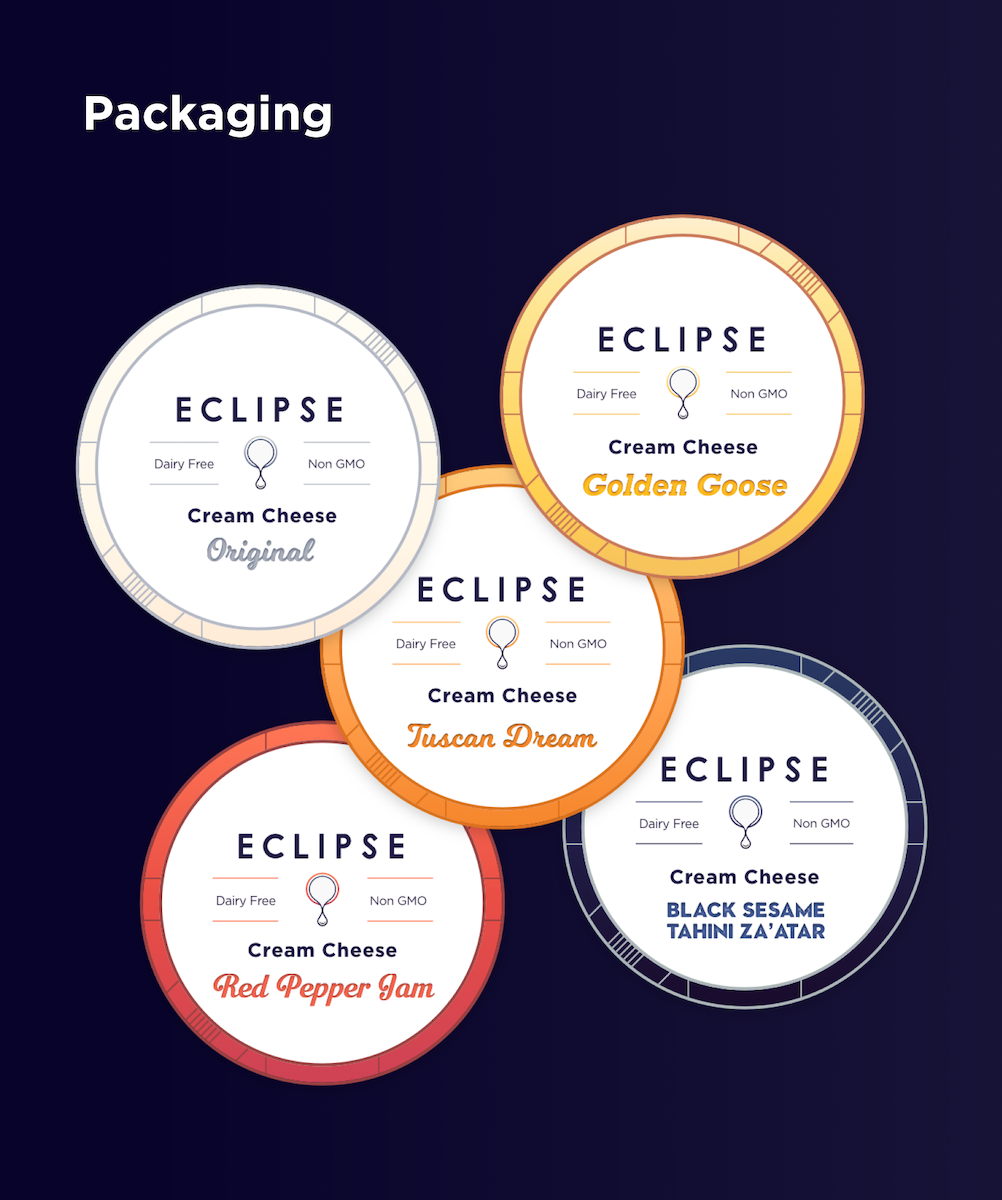 Packaging
ECLIPSE
Dairy Free
Non GMO
Cream Cheese
Golden Goose
ECLIPSE
Dairy Free
Non GMO
Cream Cheese
Original
ECLIPSE
Dairy Free
Non GMO
Cream Cheese
Tuscan Dream
ECLIPSE
Dairy Free
Non GMO
Cream Cheese
BLACK SESAME
TAHINI ZA’ATAR
ECLIPSE
Dairy Free
Non GMO
Cream Cheese
Red Pepper Jam